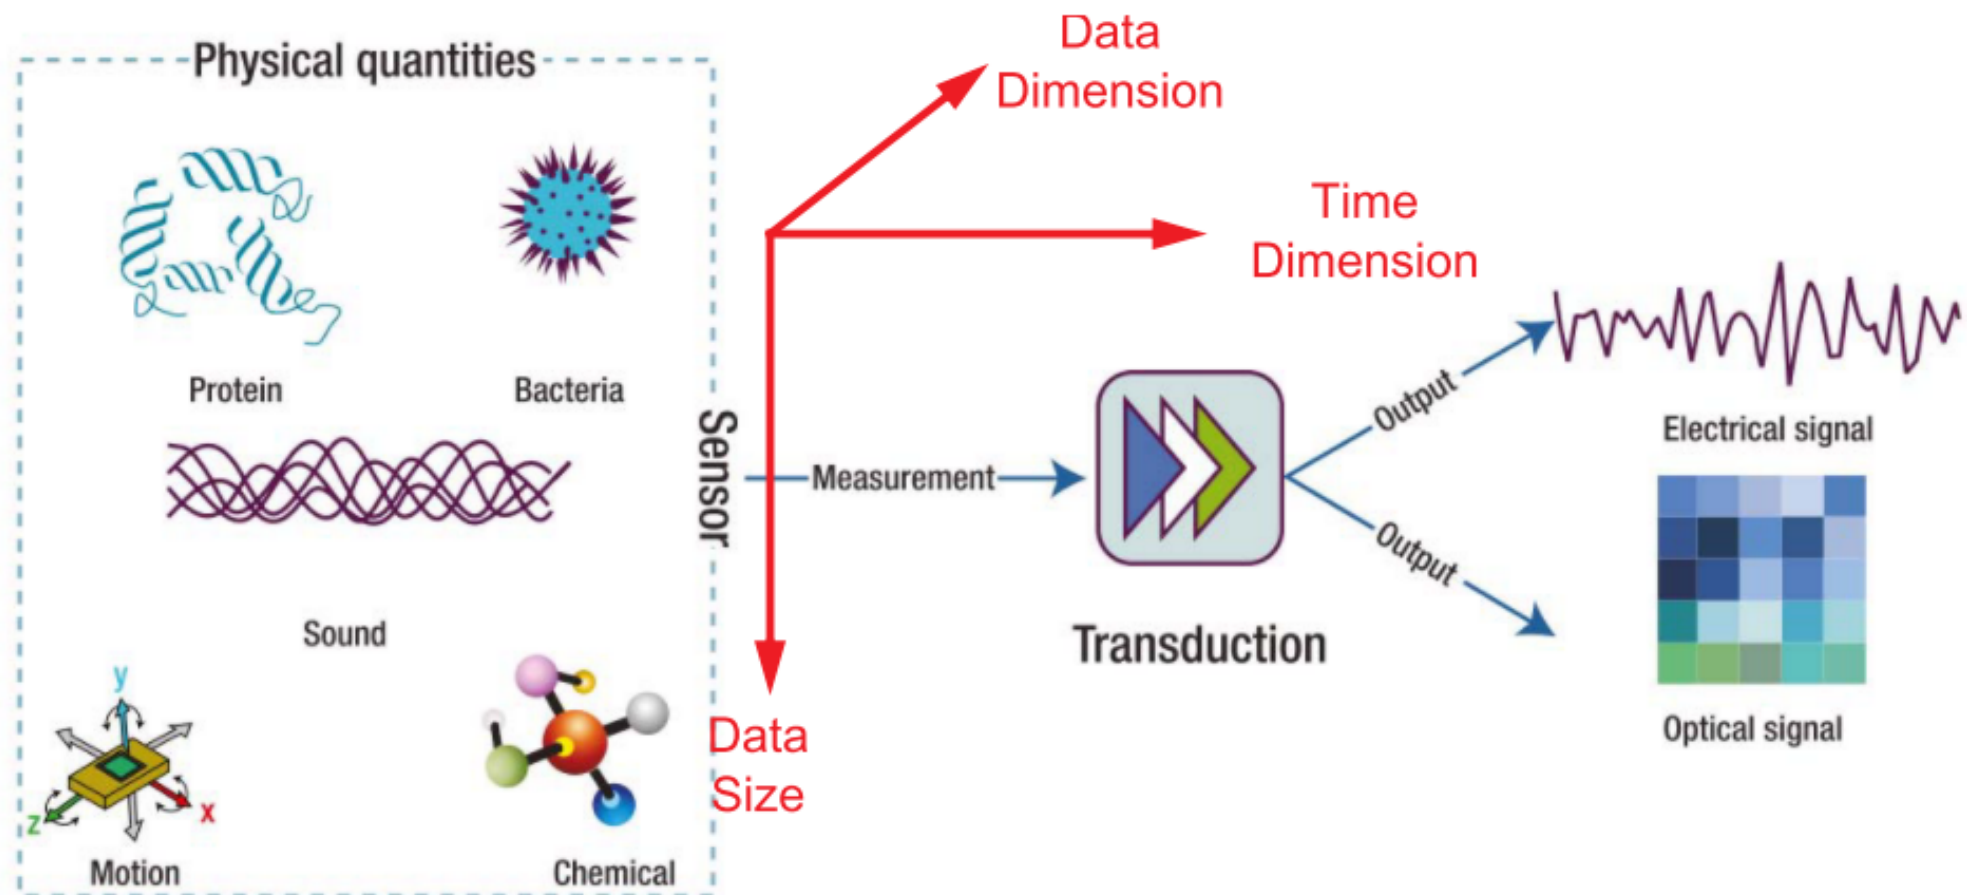 Physical quantities
Protein
Bacteria
Sound
y
z
x
Motion
Chemical
Sensor
Data
Dimension
Time
Dimension
Data
Size
Measurement
Transduction
Output
Output
Electrical signal
Optical signal